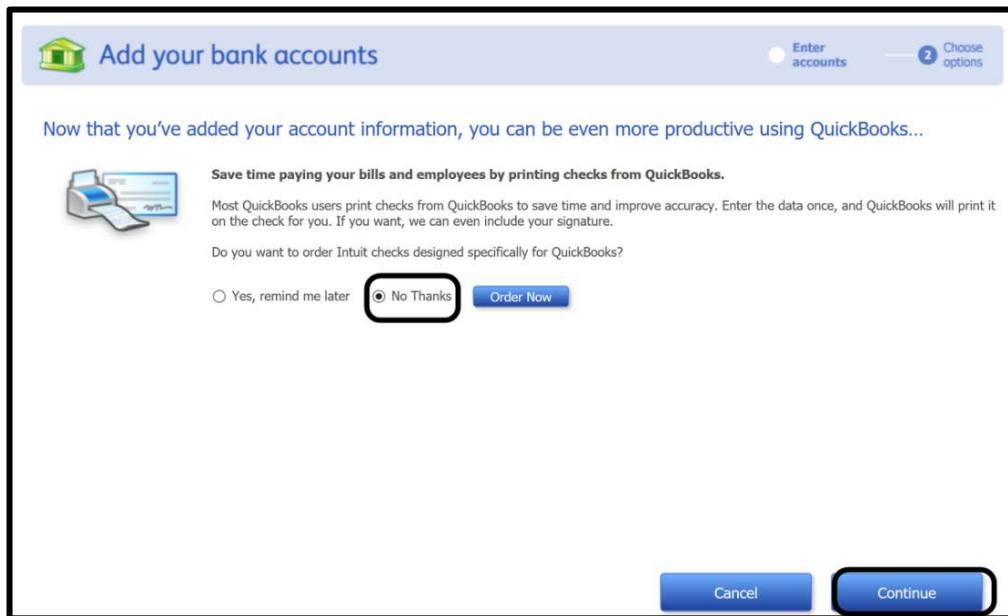 Add your bank accounts
Enter
accounts
2
Choose
options
Now that you've added your account information, you can be even more productive using QuickBooks...
Save time paying your bills and employees by printing checks from QuickBooks.
Most QuickBooks users print checks from QuickBooks to save time and improve accuracy. Enter the data once, and QuickBooks will print it
on the check for you. If you want, we can even include your signature.
Do you want to order Intuit checks designed specifically for QuickBooks?
Yes, remind me later No Thanks Order Now
Cancel Continue